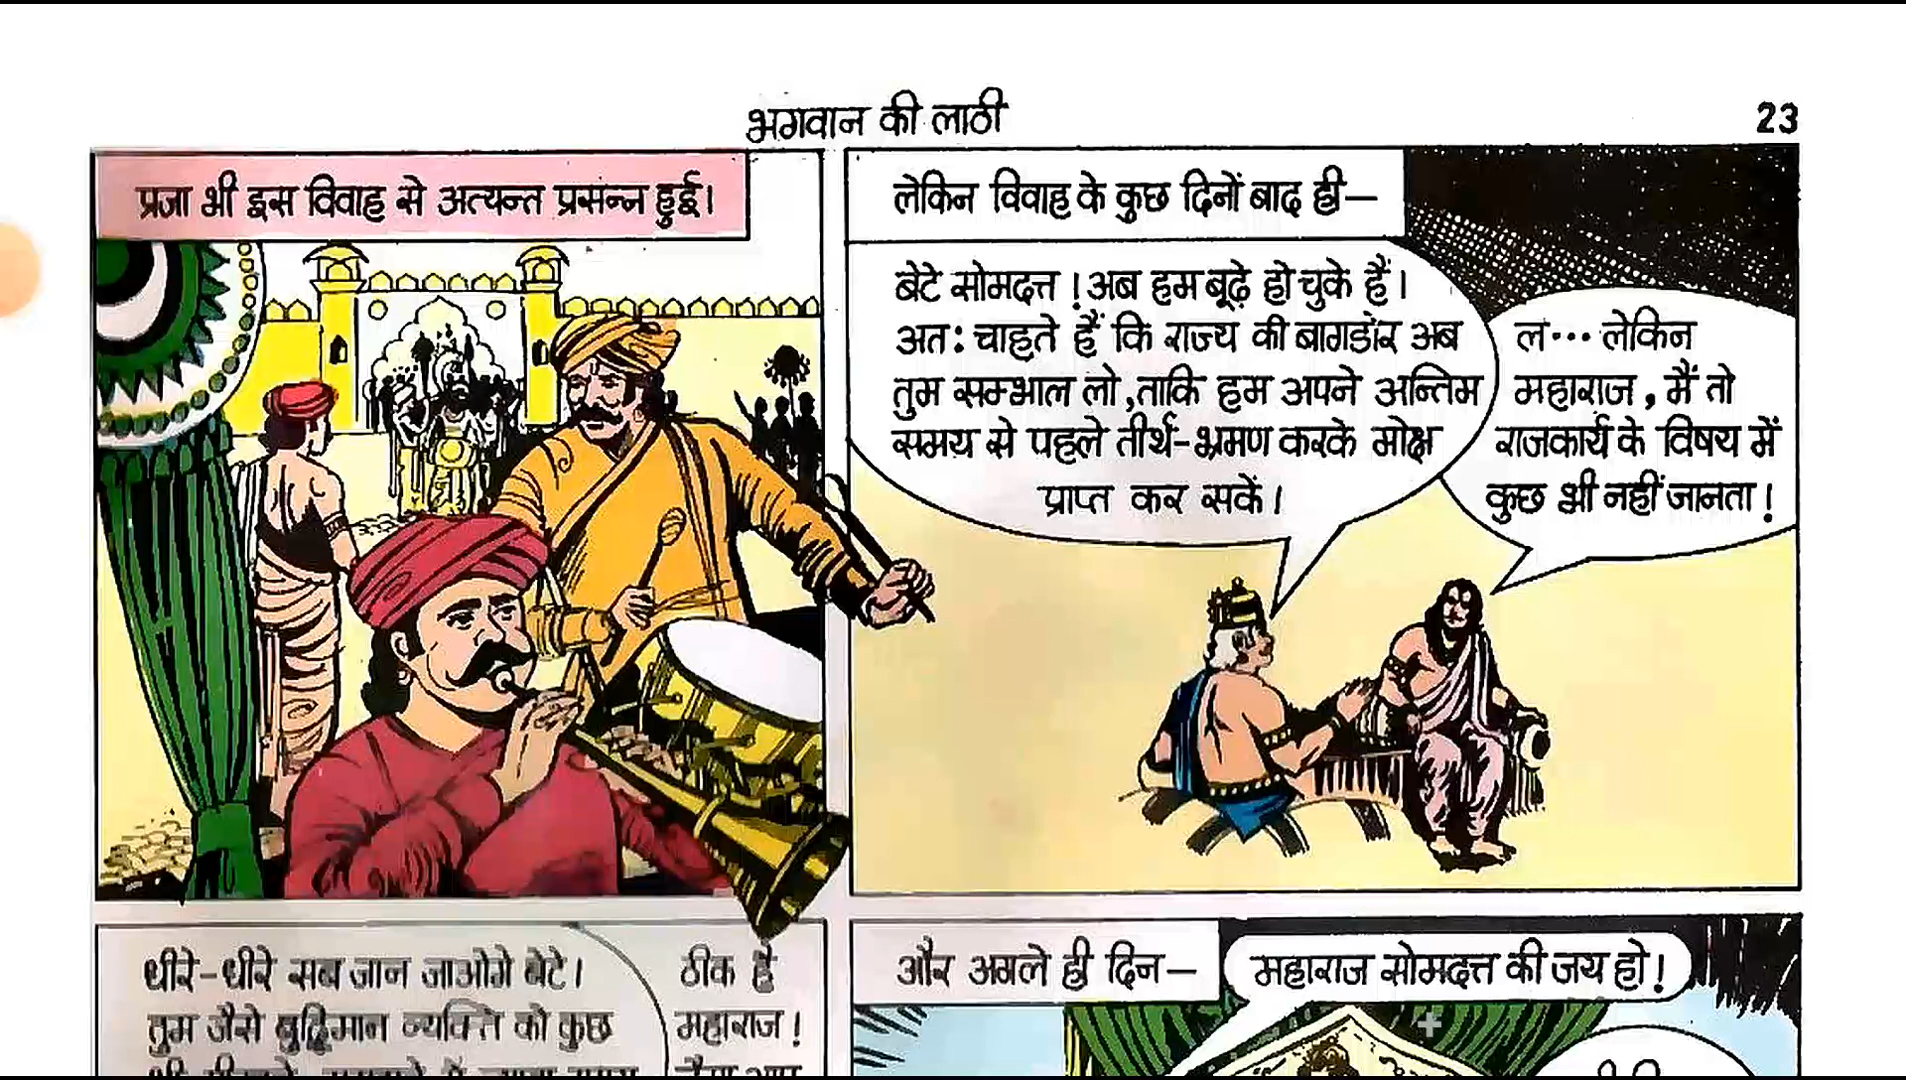 भगवान की लाठी
23
प्रजा भी इस विवाह से अत्यन्त प्रसन्न हुई।
लेकिन विवाह के कुछ दिनों बाद ही—
बेटे सोमदत्त ! अब हम बूढ़े हो चुके हैं।
अतः चाहते हैं कि राज्य की बागडोर अब
तुम सम्भाल लो, ताकि हम अपने अन्तिम
समय से पहले तीर्थ-भ्रमण करके मोक्ष
प्राप्त कर सकें।
ल... लेकिन
महाराज, मैं तो
राजकार्य के विषय में
कुछ भी नहीं जानता !
धीरे-धीरे सब जान जाओगे बेटे।
तुम जैसे बुद्धिमान व्यक्ति को कुछ
ठीक है
महाराज !
और अगले ही दिन—
महाराज सोमदत्त की जय हो !